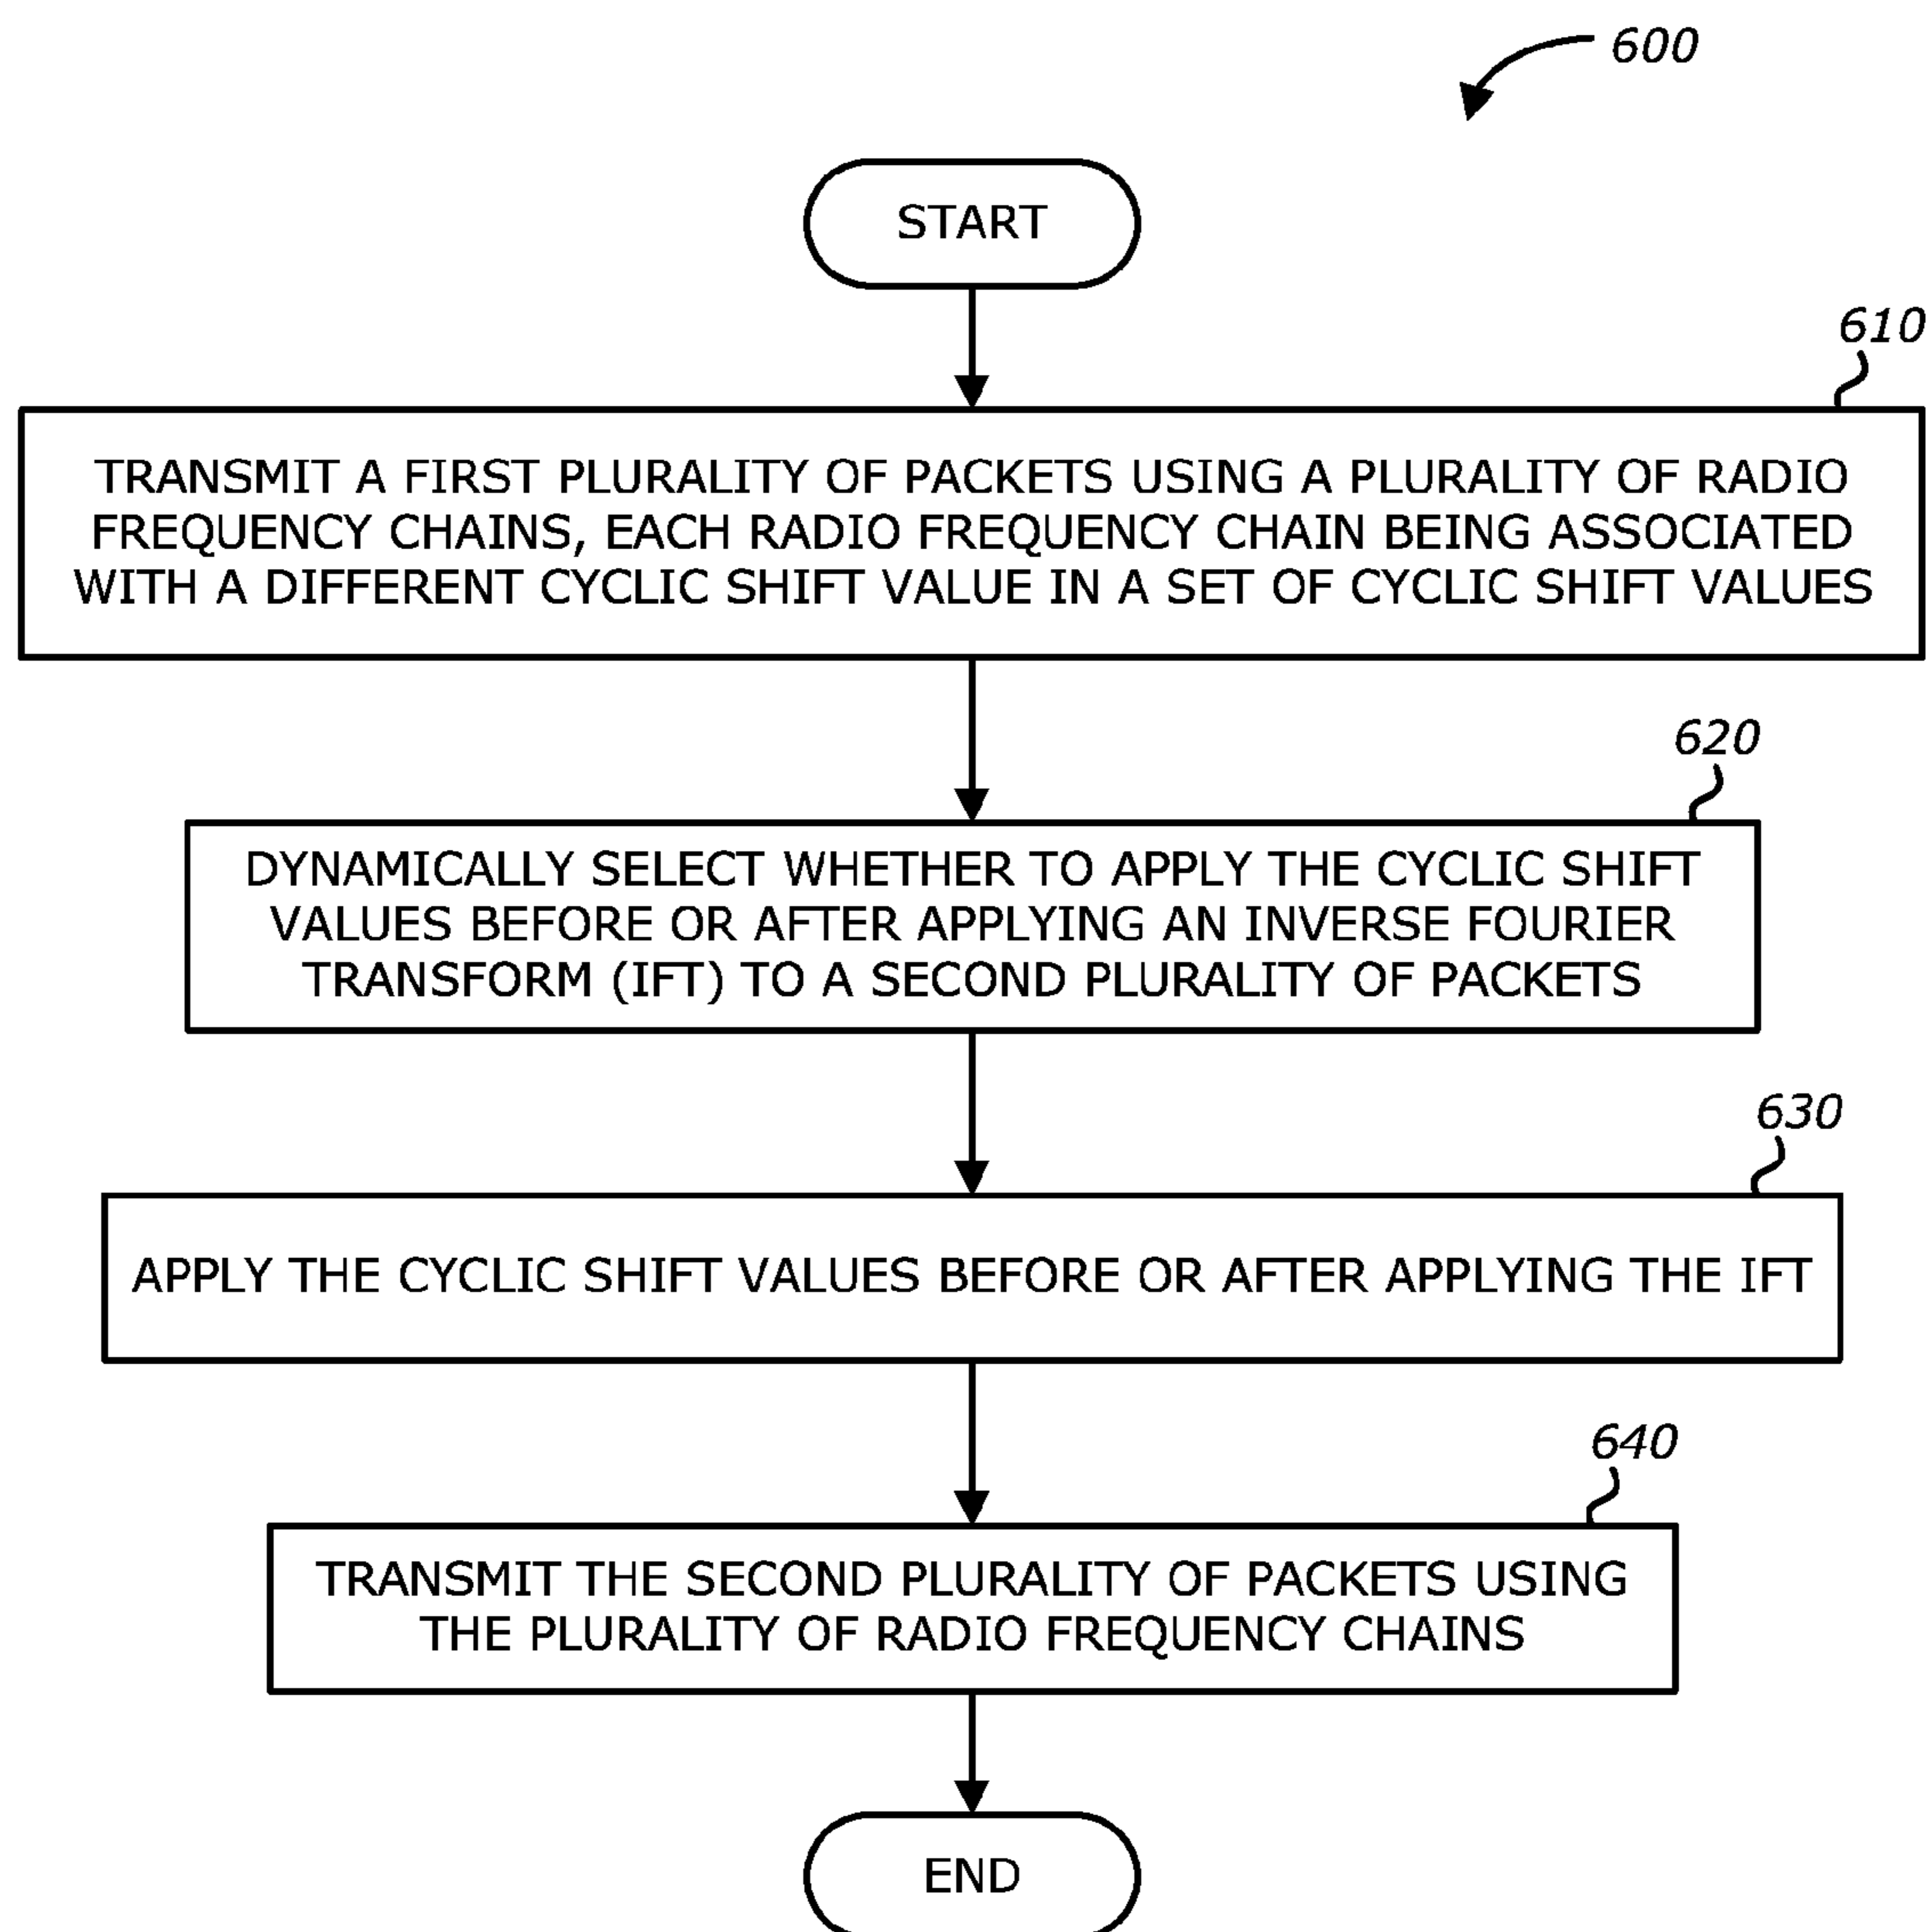 600
START
610
TRANSMIT A FIRST PLURALITY OF PACKETS USING A PLURALITY OF RADIO
FREQUENCY CHAINS, EACH RADIO FREQUENCY CHAIN BEING ASSOCIATED
WITH A DIFFERENT CYCLIC SHIFT VALUE IN A SET OF CYCLIC SHIFT VALUES
620
DYNAMICALLY SELECT WHETHER TO APPLY THE CYCLIC SHIFT
VALUES BEFORE OR AFTER APPLYING AN INVERSE FOURIER
TRANSFORM (IFT) TO A SECOND PLURALITY OF PACKETS
630
APPLY THE CYCLIC SHIFT VALUES BEFORE OR AFTER APPLYING THE IFT
640
TRANSMIT THE SECOND PLURALITY OF PACKETS USING
THE PLURALITY OF RADIO FREQUENCY CHAINS
END